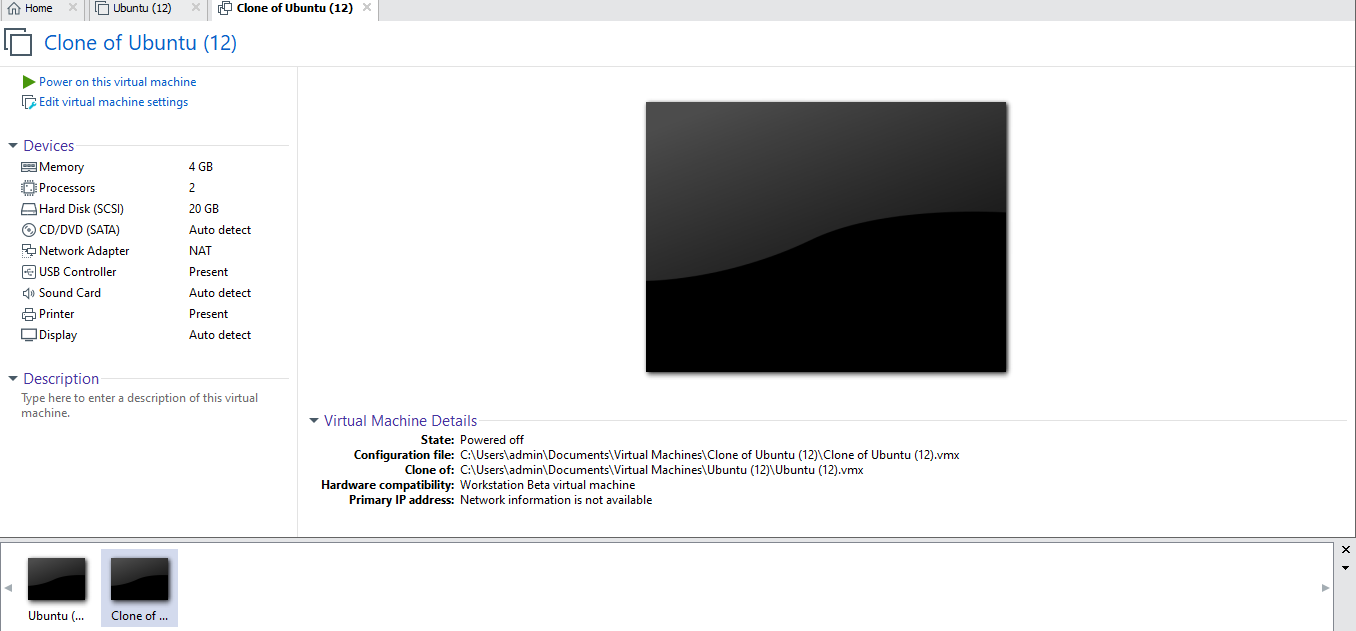 Home
Ubuntu (12)
Clone of Ubuntu (12)
Clone of Ubuntu (12)
Power on this virtual machine
Edit virtual machine settings
Devices
Memory 4 GB
Processors 2
Hard Disk (SCSI) 20 GB
CD/DVD (SATA) Auto detect
Network Adapter NAT
USB Controller Present
Sound Card Auto detect
Printer Present
Display Auto detect
Description
Type here to enter a description of this virtual
machine.
Virtual Machine Details
State: Powered off
Configuration file: C:\Users\admin\Documents\Virtual Machines\Clone of Ubuntu (12)\Clone of Ubuntu (12).vmx
Clone of: C:\Users\admin\Documents\Virtual Machines\Ubuntu (12)\Ubuntu (12).vmx
Hardware compatibility: Workstation Beta virtual machine
Primary IP address: Network information is not available
Ubuntu (...
Clone of ...